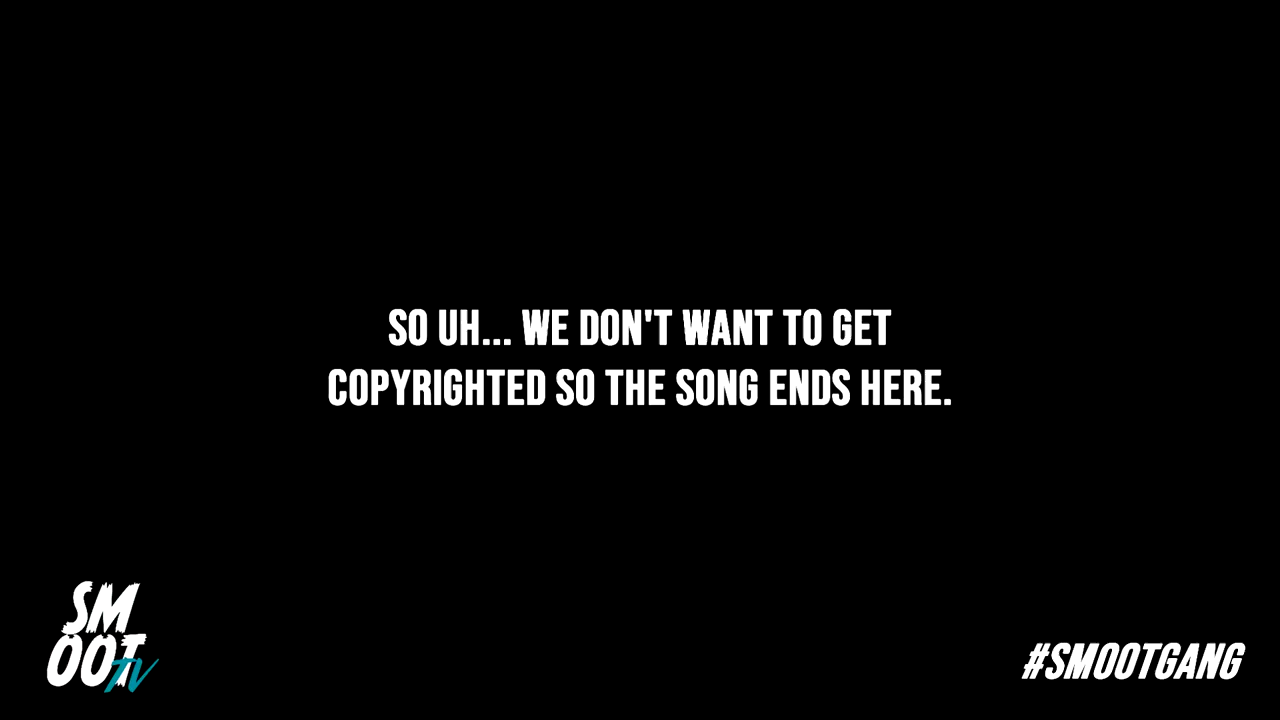 SO UH... WE DON'T WANT TO GET
COPYRIGHTED SO THE SONG ENDS HERE.
SM
OOT
TV
#SMOOTGANG